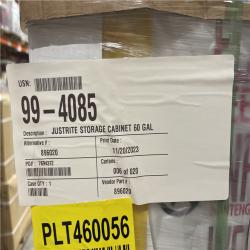 USN:
99-4085
Description : JUSTRITE STORAGE CABINET 60 GAL
Alternative #: Print Date :
896020 11/20/2023
PO# : Cartons:
006 of 020
Case QTY : Vendor Part #:
1 896020
PLT460056